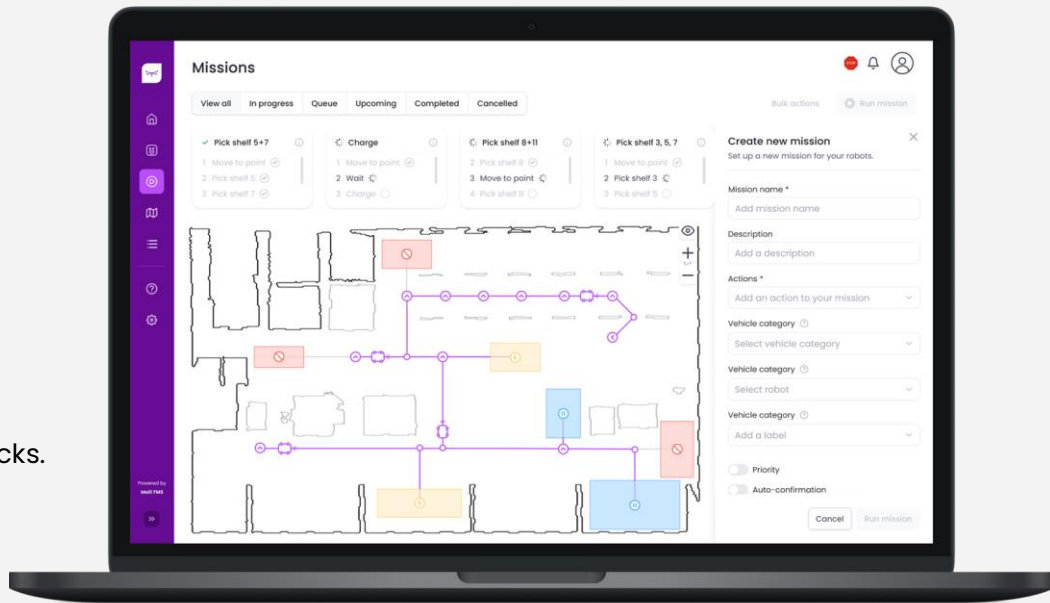 Missions
STOP
View all In progress Queue Upcoming Completed Cancelled
Bulk actions Run mission
Pick shelf 5+7
1 Move to point
2 Pick shelf 5
3 Pick shelf 7
Charge
1 Move to point
2 Wait
3 Charge
Pick shelf 8+11
2 Pick shelf 8
3 Move to point
4 Pick shelf 11
Pick shelf 3, 5, 7
1 Move to point
2 Pick shelf 3
3 Pick shelf 5
Create new mission
Set up a new mission for your robots.
Mission name *
Add mission name
Description
Add a description
Actions *
Add an action to your mission
Vehicle category
Select vehicle category
Vehicle category
Select robot
Vehicle category
Add a label
Priority
Auto-confirmation
Cancel Run mission
cks.
Powered by